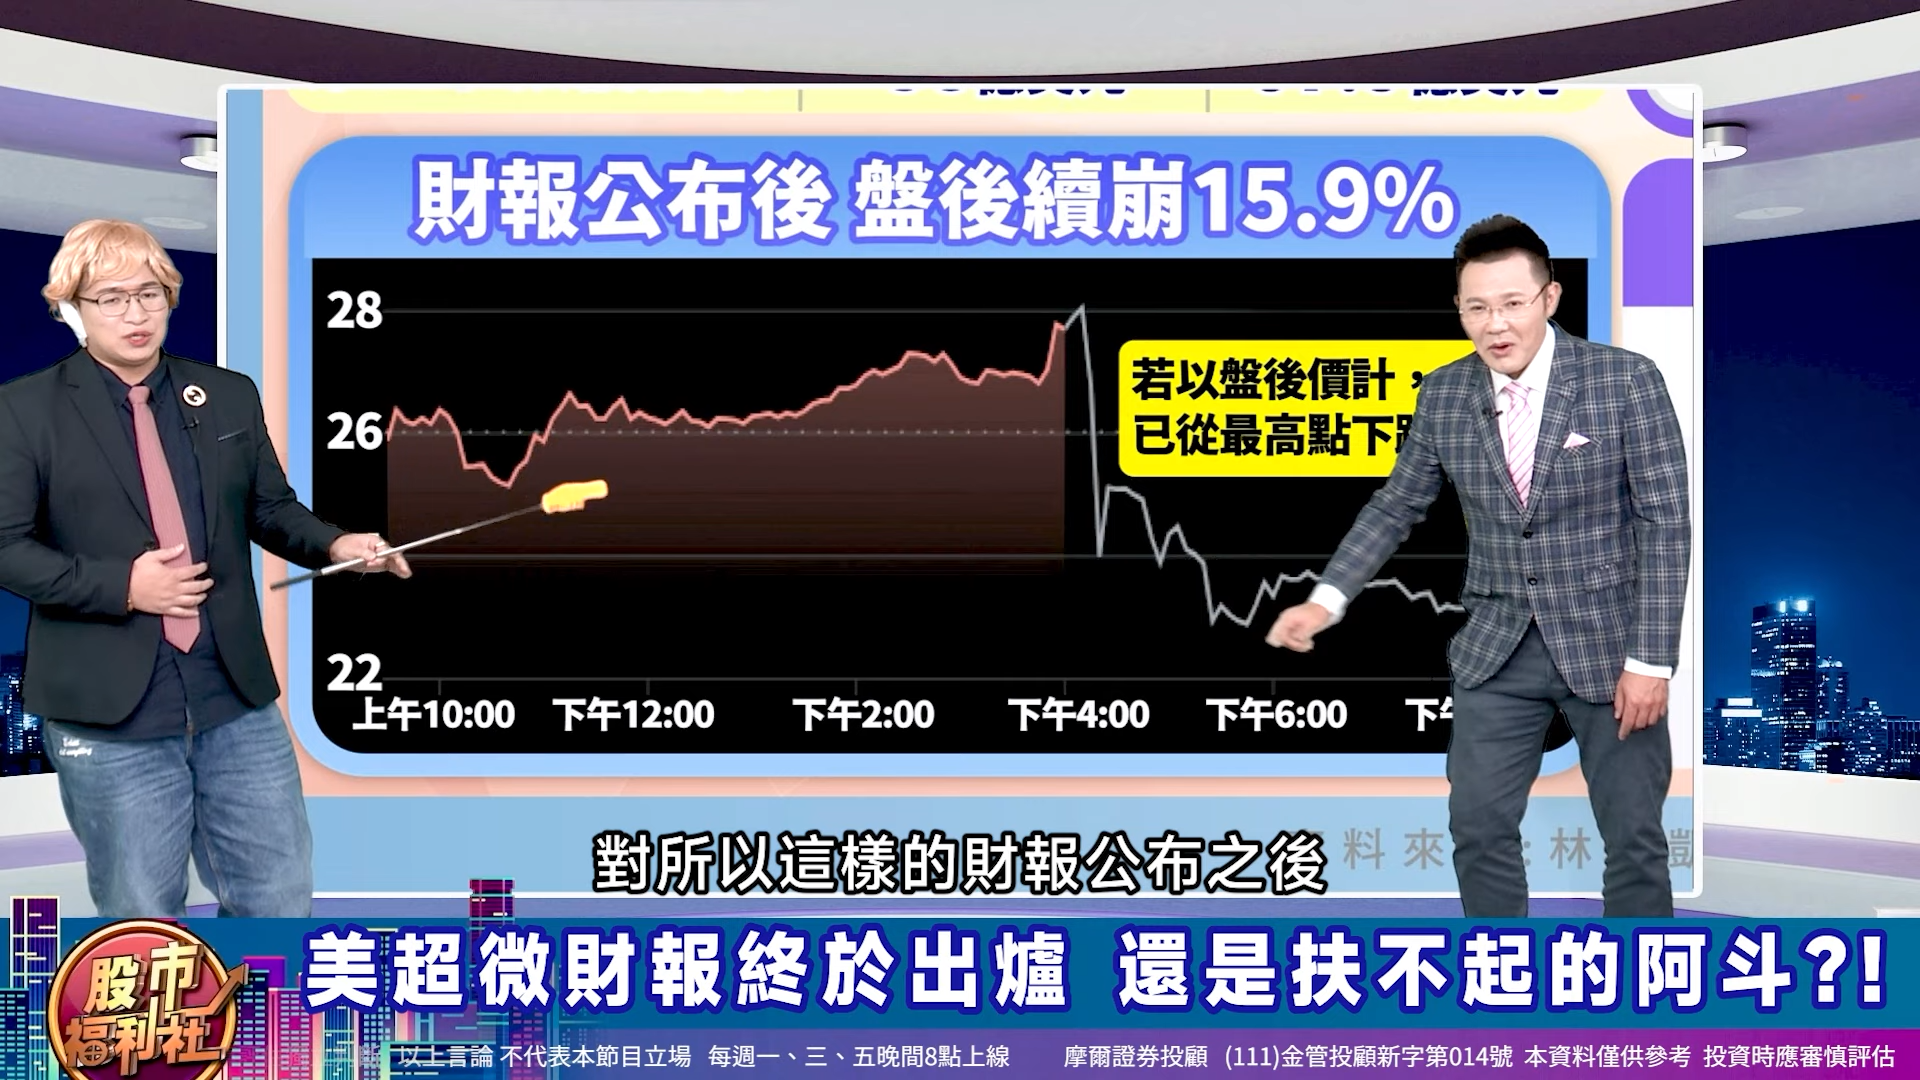 財報公布後 盤後續崩15.9%
28
26
22
若以盤後價計，
已從最高點下
上午10:00 下午12:00 下午2:00 下午4:00 下午6:00 下
料來 : 林 凱
對所以這樣的財報公布之後
美超微財報終於出爐 還是扶不起的阿斗?!
股市
福利社
以上言論 不代表本節目立場 每週一、三、五晚間8點上線 摩爾證券投顧 (111)金管投顧新字第014號 本資料僅供參考 投資時應審慎評估